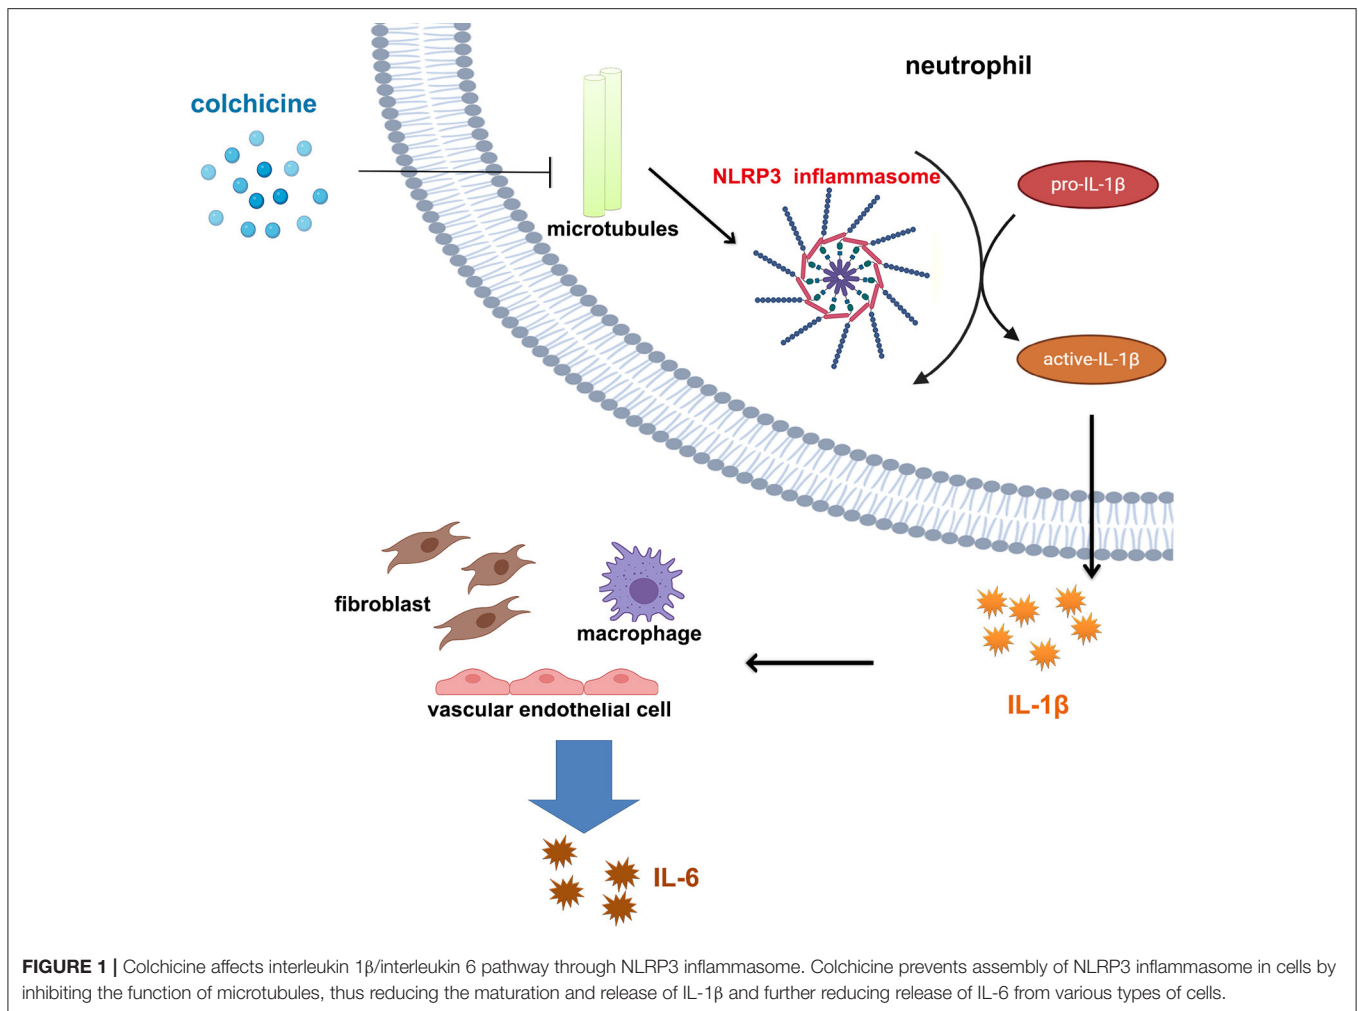 neutrophil
colchicine
NLRP3 inflammasome
pro-IL-1β
microtubules
active-IL-1β
fibroblast
macrophage
vascular endothelial cell
IL-1β
IL-6
FIGURE 1 | Colchicine affects interleukin 1β/interleukin 6 pathway through NLRP3 inflammasome. Colchicine prevents assembly of NLRP3 inflammasome in cells by
inhibiting the function of microtubules, thus reducing the maturation and release of IL-1β and further reducing release of IL-6 from various types of cells.